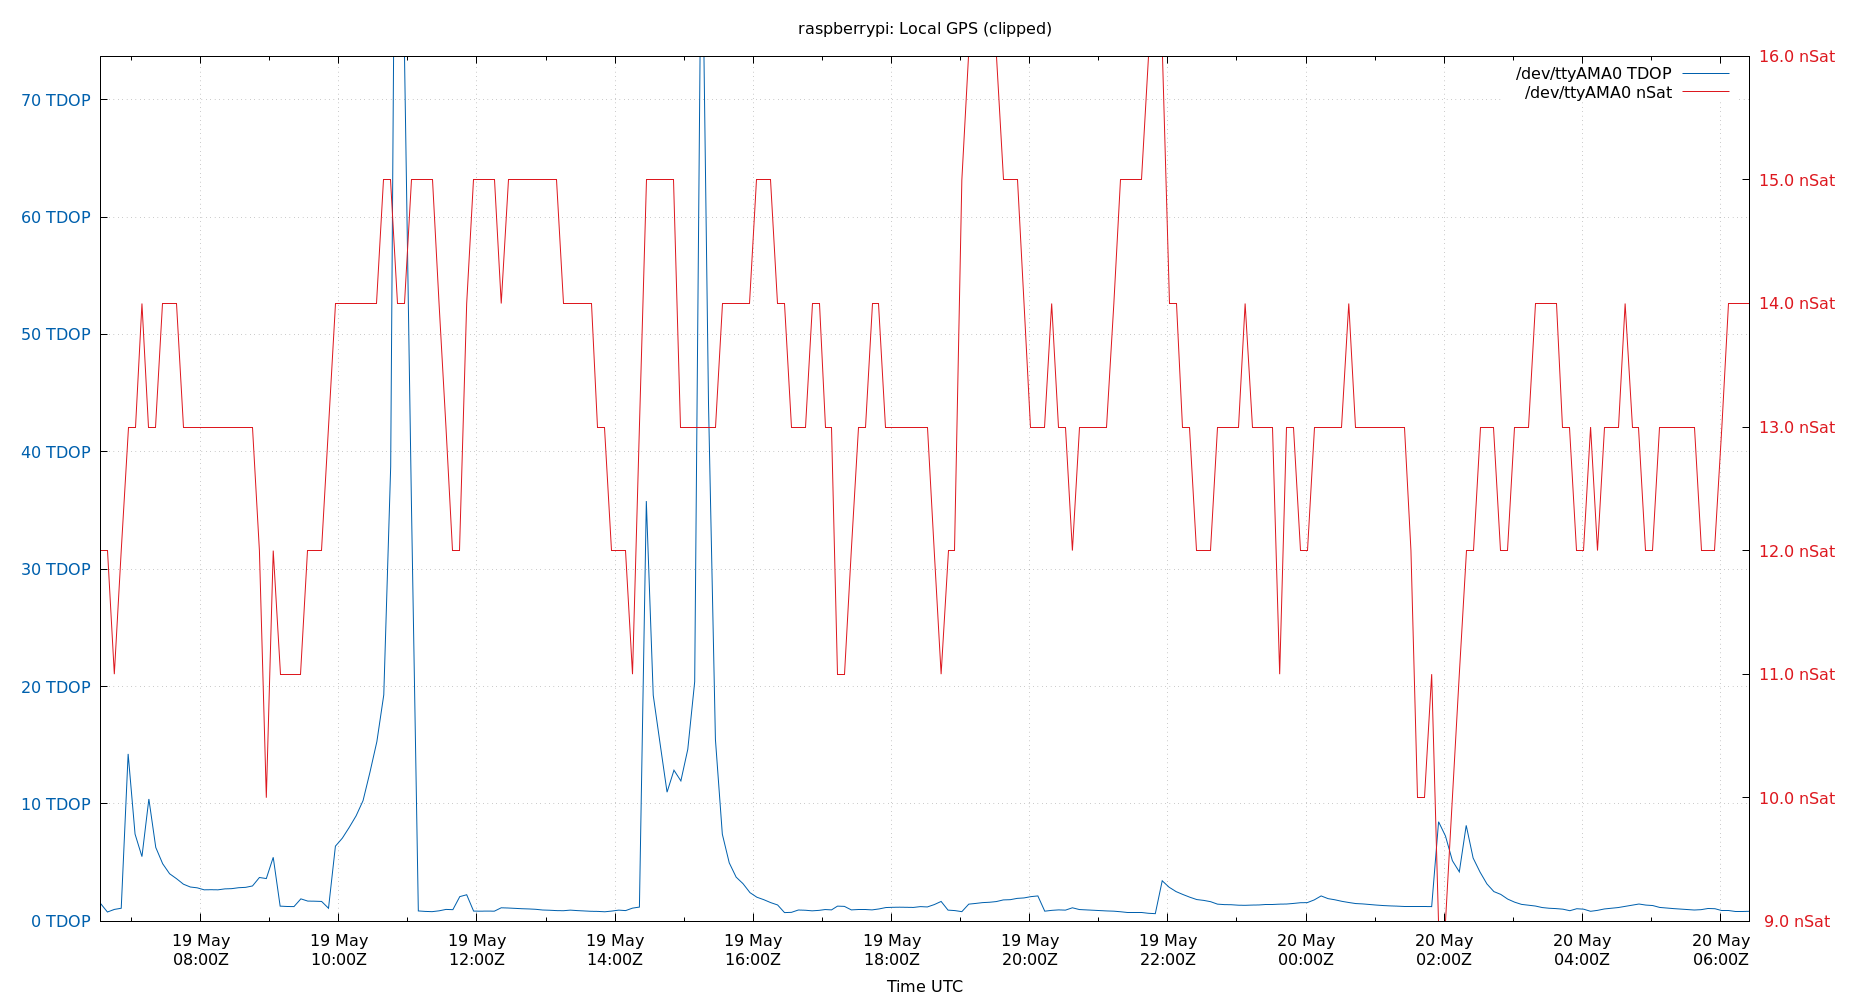 raspberrypi: Local GPS (clipped)
/dev/ttyAMA0 TDOP
/dev/ttyAMA0 nSat
70 TDOP
60 TDOP
50 TDOP
40 TDOP
30 TDOP
20 TDOP
10 TDOP
0 TDOP
16.0 nSat
15.0 nSat
14.0 nSat
13.0 nSat
12.0 nSat
11.0 nSat
10.0 nSat
9.0 nSat
19 May
08:00Z
19 May
10:00Z
19 May
12:00Z
19 May
14:00Z
19 May
16:00Z
19 May
18:00Z
19 May
20:00Z
19 May
22:00Z
20 May
00:00Z
20 May
02:00Z
20 May
04:00Z
20 May
06:00Z
Time UTC